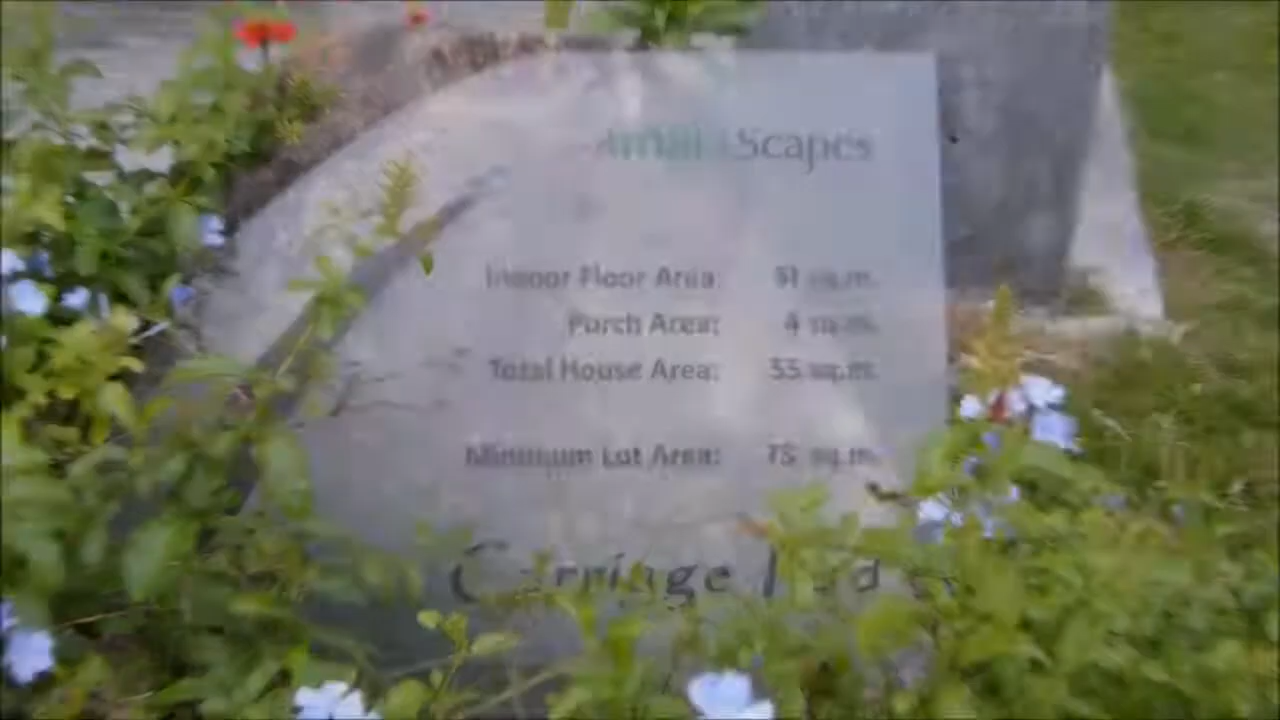 Scapes
Indoor Floor Area: 51 sq.m.
Porch Area: 4 sq.m.
Total House Area: 55 sq.m.
Minimum Lot Area: 75 sq.m.
Carriage